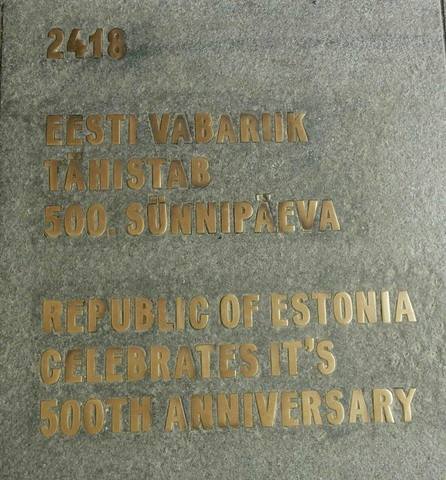 2418
EESTI VABARIIK
TÄHISTAB
500. SÜNNIPÄEVA
REPUBLIC OF ESTONIA
CELEBRATES IT'S
500TH ANNIVERSARY